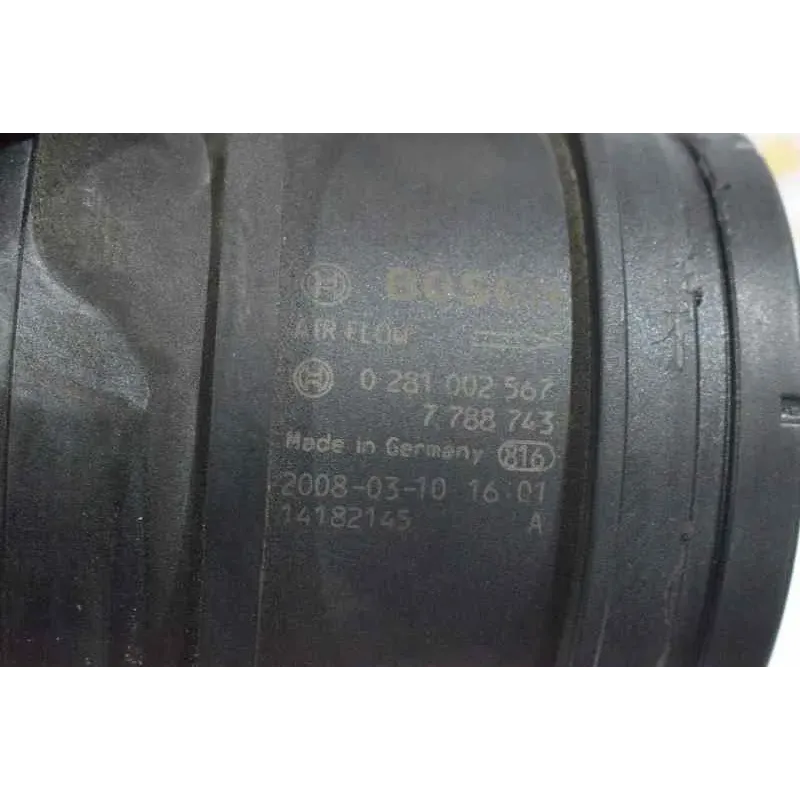 BOSCH
AIR FLOW
0 281 002 567
7 788 743
Made in Germany 816
2008-03-10 16:01
14182145 A